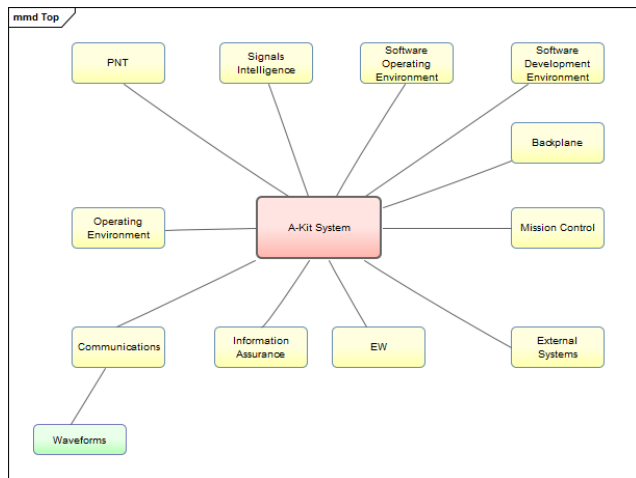 mmd Top
PNT
Signals
Intelligence
Software
Operating
Environment
Software
Development
Environment
Backplane
Operating
Environment
A-Kit System
Mission Control
Communications
Information
Assurance
EW
External
Systems
Waveforms